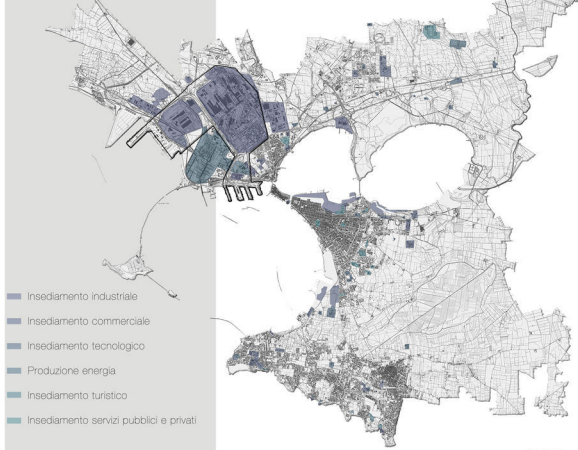 Insediamento industriale
Insediamento commerciale
Insediamento tecnologico
Produzione energia
Insediamento turistico
Insediamento servizi pubblici e privati